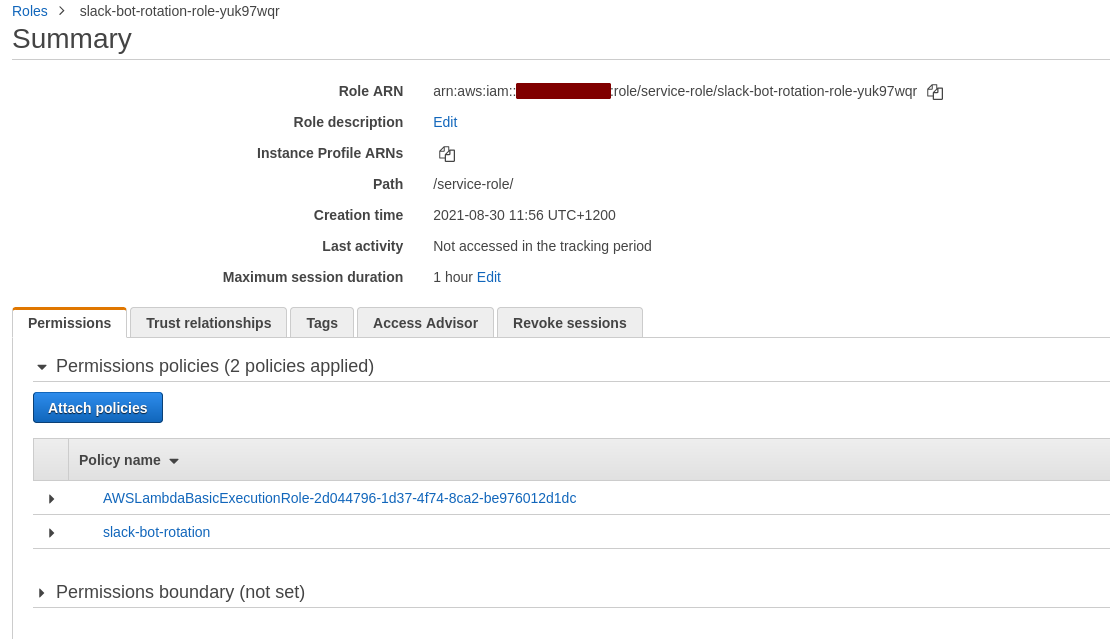 Roles > slack-bot-rotation-role-yuk97wqr
Summary
Role ARN arn:aws:iam:: :role/service-role/slack-bot-rotation-role-yuk97wqr
Role description Edit
Instance Profile ARNs
Path /service-role/
Creation time 2021-08-30 11:56 UTC+1200
Last activity Not accessed in the tracking period
Maximum session duration 1 hour Edit
Permissions Trust relationships Tags Access Advisor Revoke sessions
Permissions policies (2 policies applied)
Attach policies
Policy name
AWSLambdaBasicExecutionRole-2d044796-1d37-4f74-8ca2-be976012d1dc
slack-bot-rotation
Permissions boundary (not set)